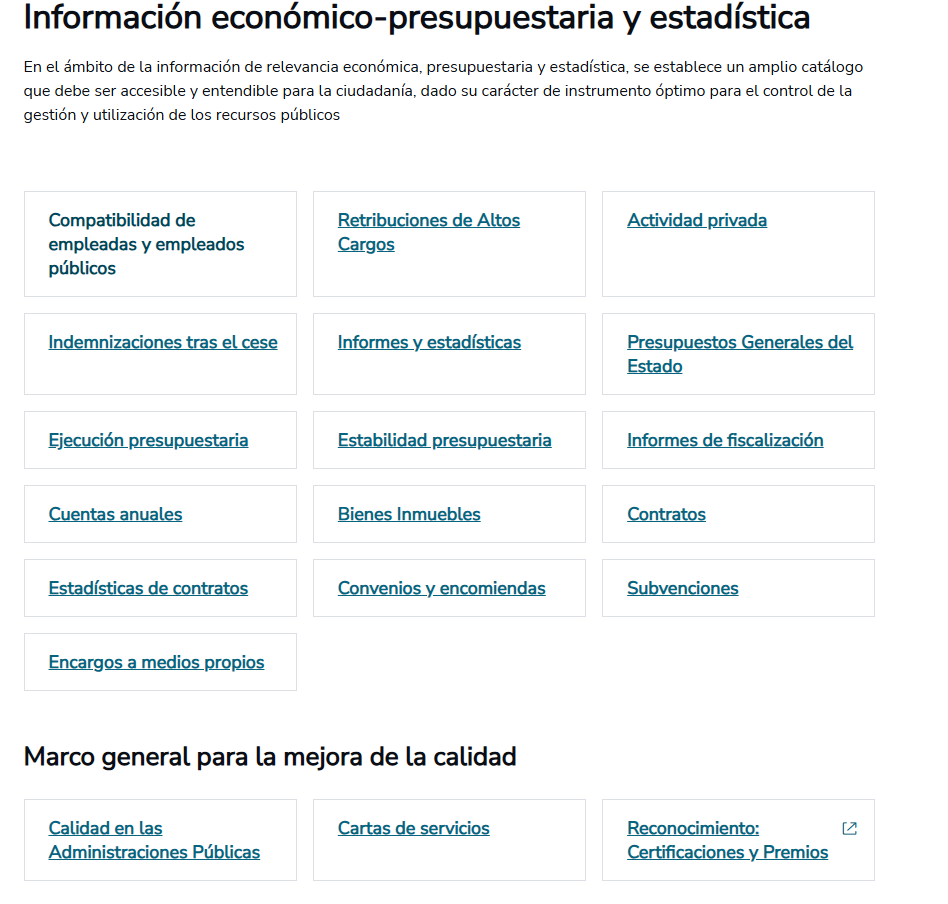 Información económico-presupuestaria y estadística
En el ámbito de la información de relevancia económica, presupuestaria y estadística, se establece un amplio catálogo
que debe ser accesible y entendible para la ciudadanía, dado su carácter de instrumento óptimo para el control de la
gestión y utilización de los recursos públicos
Compatibilidad de
empleadas y empleados
públicos
Retribuciones de Altos
Cargos
Actividad privada
Indemnizaciones tras el cese
Informes y estadísticas
Presupuestos Generales del
Estado
Ejecución presupuestaria
Estabilidad presupuestaria
Informes de fiscalización
Cuentas anuales
Bienes Inmuebles
Contratos
Estadísticas de contratos
Convenios y encomiendas
Subvenciones
Encargos a medios propios
Marco general para la mejora de la calidad
Calidad en las
Administraciones Públicas
Cartas de servicios
Reconocimiento:
Certificaciones y Premios